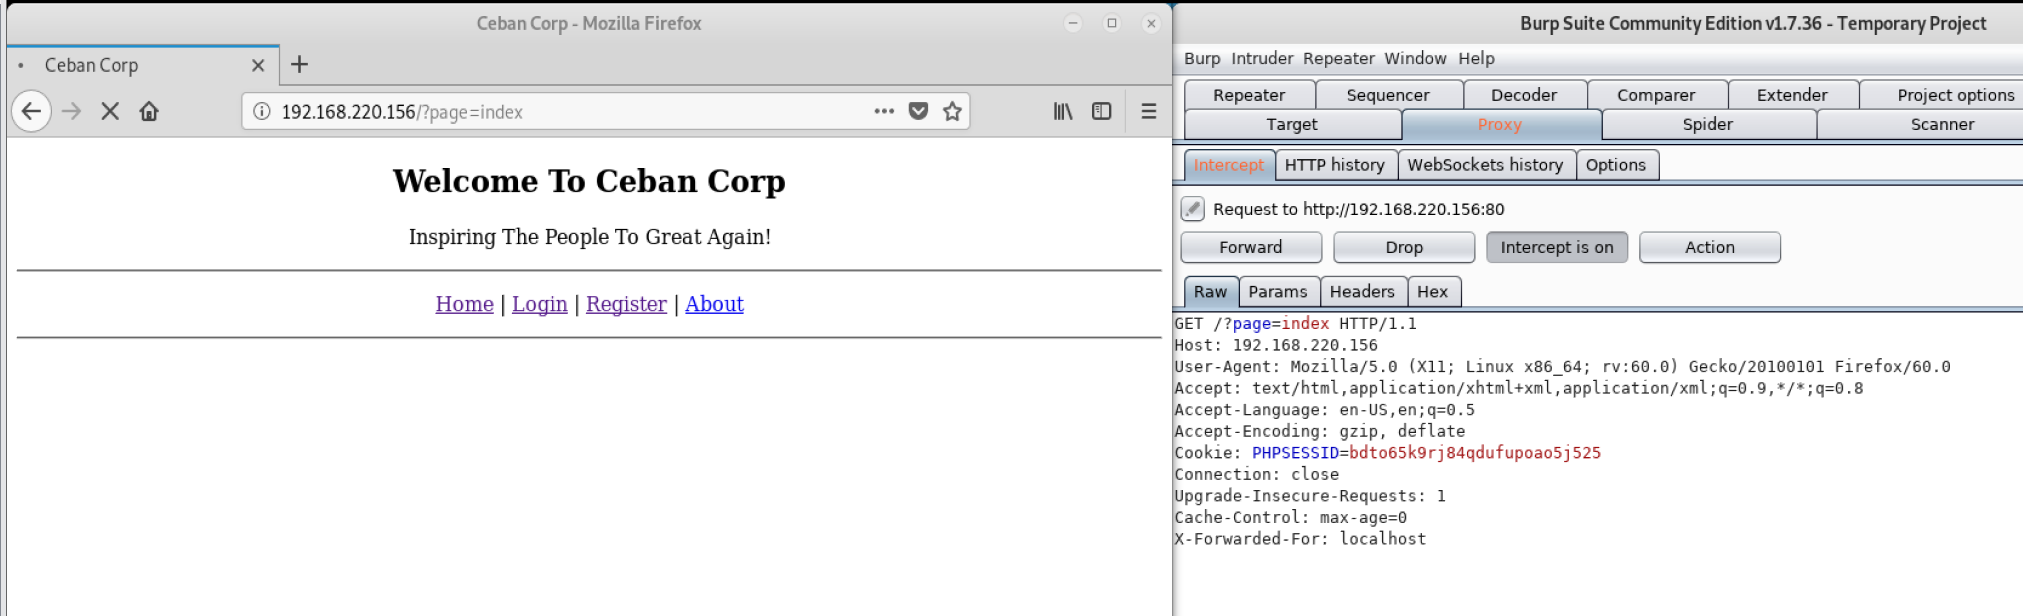 Ceban Corp - Mozilla Firefox
Ceban Corp
192.168.220.156/?page=index
Welcome To Ceban Corp
Inspiring The People To Great Again!
Home | Login | Register | About
Burp Suite Community Edition v1.7.36 - Temporary Project
Burp Intruder Repeater Window Help
Repeater Sequencer Decoder Comparer Extender Project options
Target Proxy Spider Scanner
Intercept HTTP history WebSockets history Options
Request to http://192.168.220.156:80
Forward Drop Intercept is on Action
Raw Params Headers Hex
GET /?page=index HTTP/1.1
Host: 192.168.220.156
User-Agent: Mozilla/5.0 (X11; Linux x86_64; rv:60.0) Gecko/20100101 Firefox/60.0
Accept: text/html,application/xhtml+xml,application/xml;q=0.9,*/*;q=0.8
Accept-Language: en-US,en;q=0.5
Accept-Encoding: gzip, deflate
Cookie: PHPSESSID=bdto65k9rj84qdufupoao5j525
Connection: close
Upgrade-Insecure-Requests: 1
Cache-Control: max-age=0
X-Forwarded-For: localhost